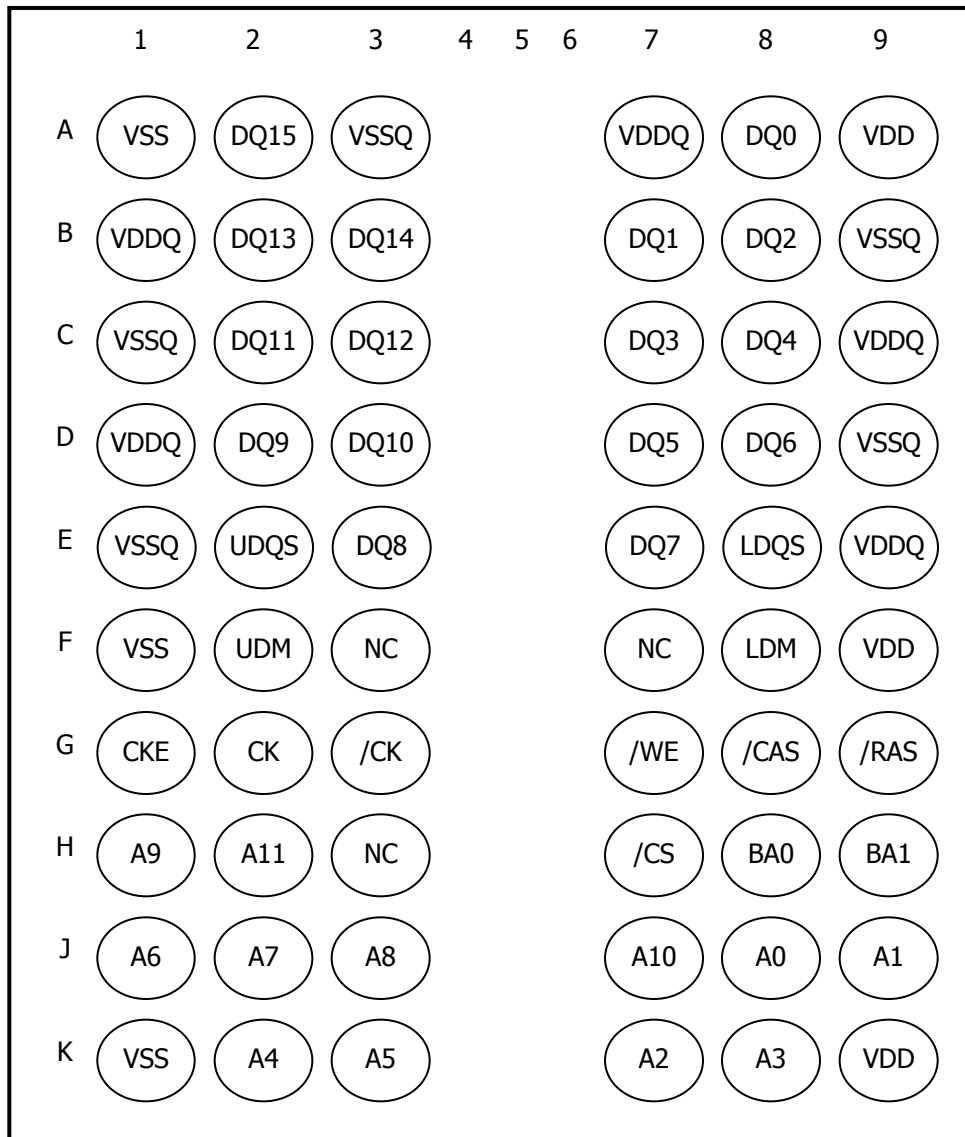 1 2 3 4 5 6 7 8 9
A VSS DQ15 VSSQ VDDQ DQ0 VDD
B VDDQ DQ13 DQ14 DQ1 DQ2 VSSQ
C VSSQ DQ11 DQ12 DQ3 DQ4 VDDQ
D VDDQ DQ9 DQ10 DQ5 DQ6 VSSQ
E VSSQ UDQS DQ8 DQ7 LDQS VDDQ
F VSS UDM NC NC LDM VDD
G CKE CK /CK /WE /CAS /RAS
H A9 A11 NC /CS BA0 BA1
J A6 A7 A8 A10 A0 A1
K VSS A4 A5 A2 A3 VDD